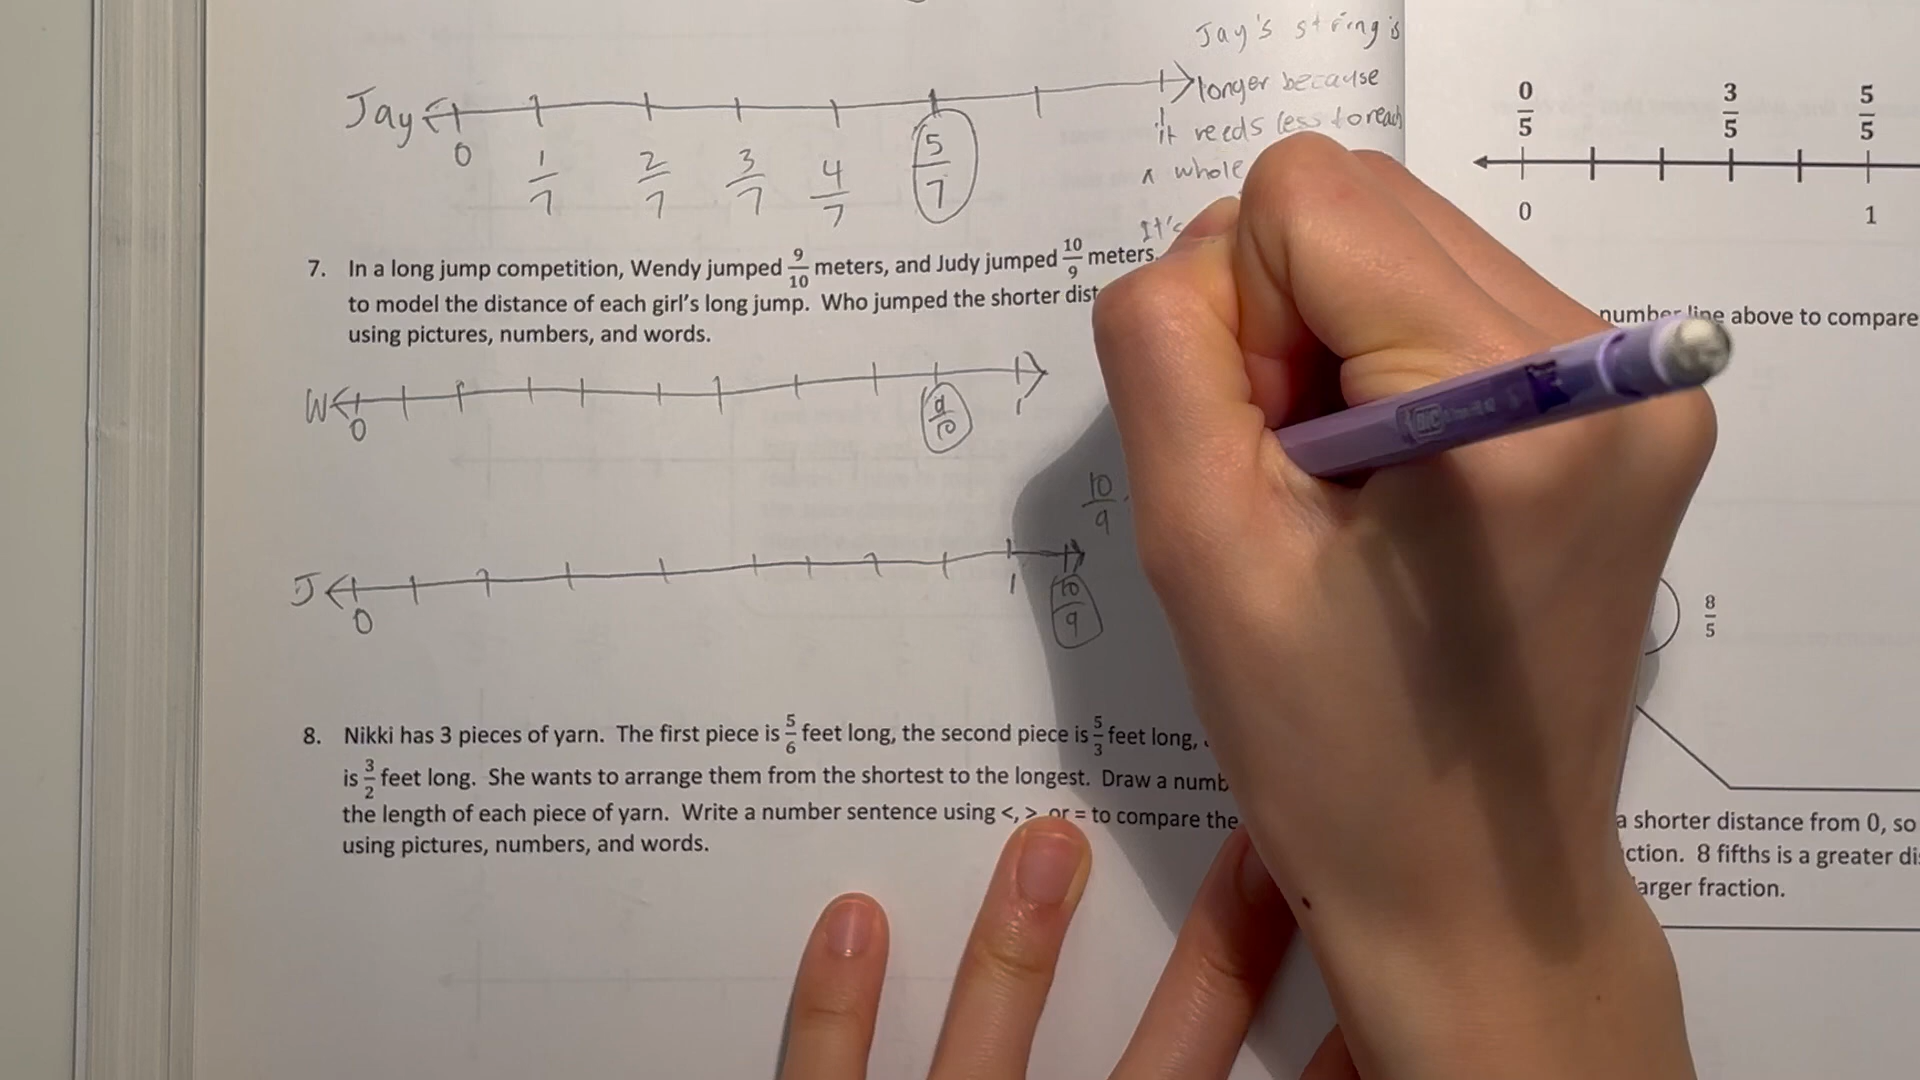 Jay's string is
longer because
it needs less to reach
a whole
It's
Jay
0 1/7 2/7 3/7 4/7 5/7
7. In a long jump competition, Wendy jumped 9/10 meters, and Judy jumped 10/9 meters.
to model the distance of each girl's long jump. Who jumped the shorter dist
using pictures, numbers, and words.
W
0 9/10 1
10/9
J
0 1 10/9
8. Nikki has 3 pieces of yarn. The first piece is 5/6 feet long, the second piece is 5/3 feet long,
is 3/2 feet long. She wants to arrange them from the shortest to the longest. Draw a numb
the length of each piece of yarn. Write a number sentence using <, >, or = to compare the
using pictures, numbers, and words.
0/5 3/5 5/5
0 1
number line above to compare
8/5
a shorter distance from 0, so
ction. 8 fifths is a greater di
larger fraction.
BIC